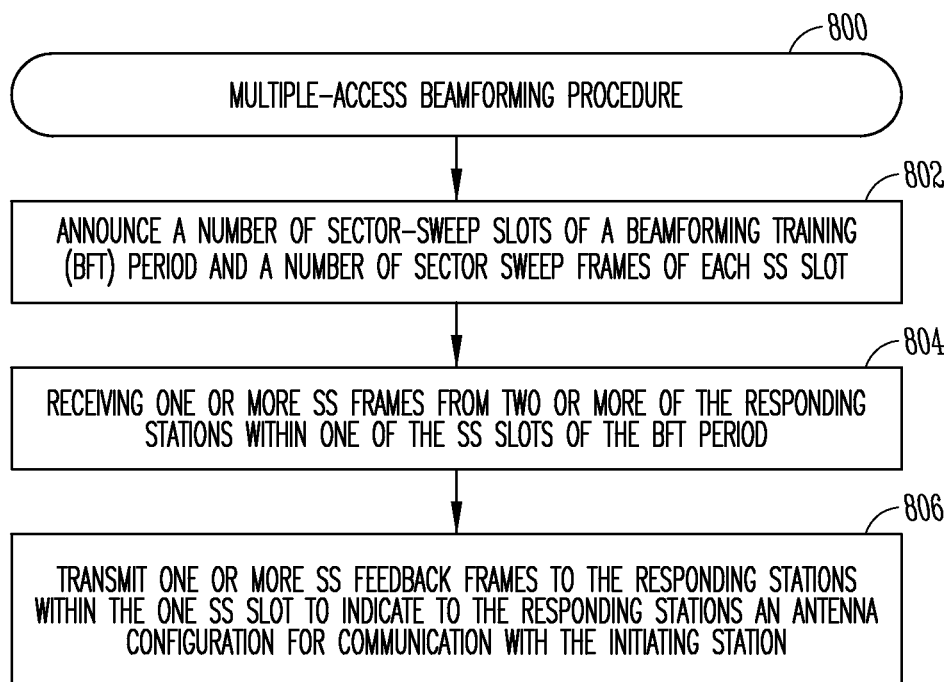 800
MULTIPLE-ACCESS BEAMFORMING PROCEDURE
802
ANNOUNCE A NUMBER OF SECTOR-SWEEP SLOTS OF A BEAMFORMING TRAINING
(BFT) PERIOD AND A NUMBER OF SECTOR SWEEP FRAMES OF EACH SS SLOT
804
RECEIVING ONE OR MORE SS FRAMES FROM TWO OR MORE OF THE RESPONDING
STATIONS WITHIN ONE OF THE SS SLOTS OF THE BFT PERIOD
806
TRANSMIT ONE OR MORE SS FEEDBACK FRAMES TO THE RESPONDING STATIONS
WITHIN THE ONE SS SLOT TO INDICATE TO THE RESPONDING STATIONS AN ANTENNA
CONFIGURATION FOR COMMUNICATION WITH THE INITIATING STATION